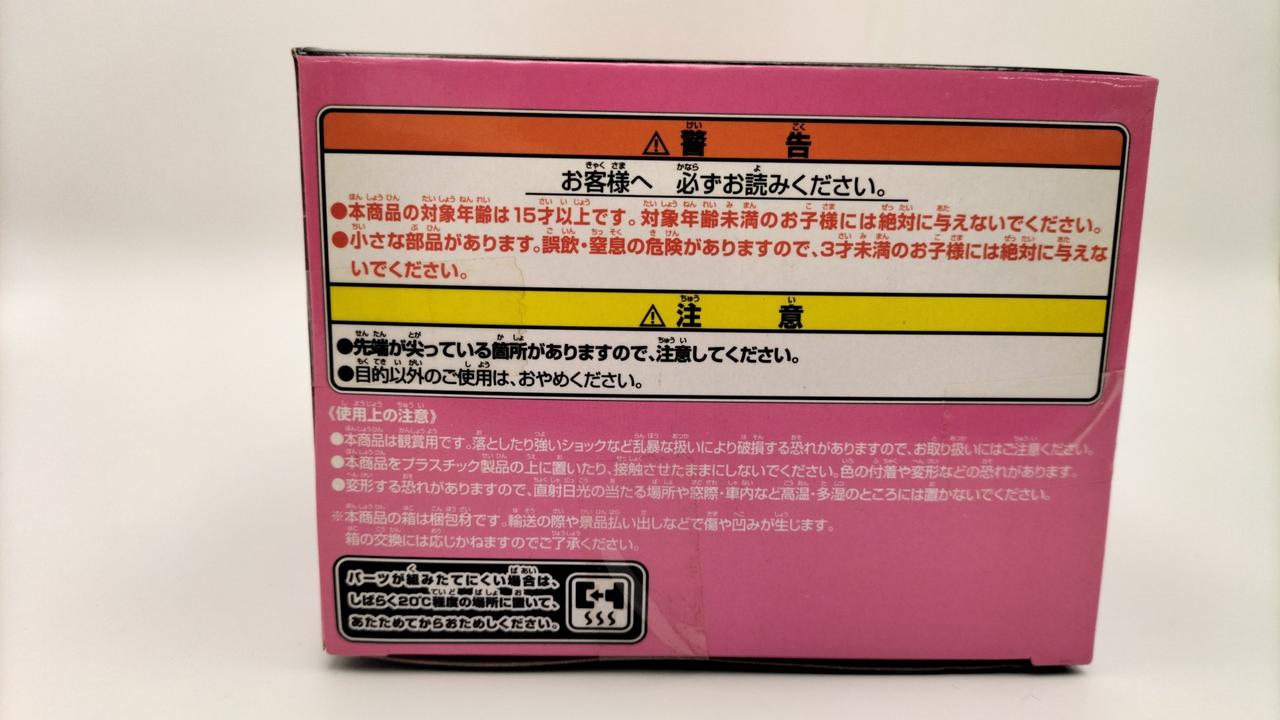 ⚠警告
お客様へ 必ずお読みください。
●本商品の対象年齢は15才以上です。対象年齢未満のお子様には絶対に与えないでください。
●小さな部品があります。誤飲・窒息の危険がありますので、3才未満のお子様には絶対に与えな
いでください。
⚠注意
●先端が尖っている箇所がありますので、注意してください。
●目的以外のご使用は、おやめください。
《使用上の注意》
●本商品は観賞用です。落としたり強いショックなど乱暴な扱いにより破損する恐れがありますので、お取り扱いにはご注意ください。
●本商品をプラスチック製品の上に置いたり、接触させたままにしないでください。色の付着や変形などの恐れがあります。
●変形する恐れがありますので、直射日光の当たる場所や窓際・車内など高温・多湿のところには置かないでください。
※本商品の箱は梱包材です。輸送の際や景品払い出しなどで傷や凹みが生じます。
箱の交換には応じかねますのでご了承ください。
パーツが組みたてにくい場合は、
しばらく20℃程度の場所に置いて、
あたためてからおためしください。